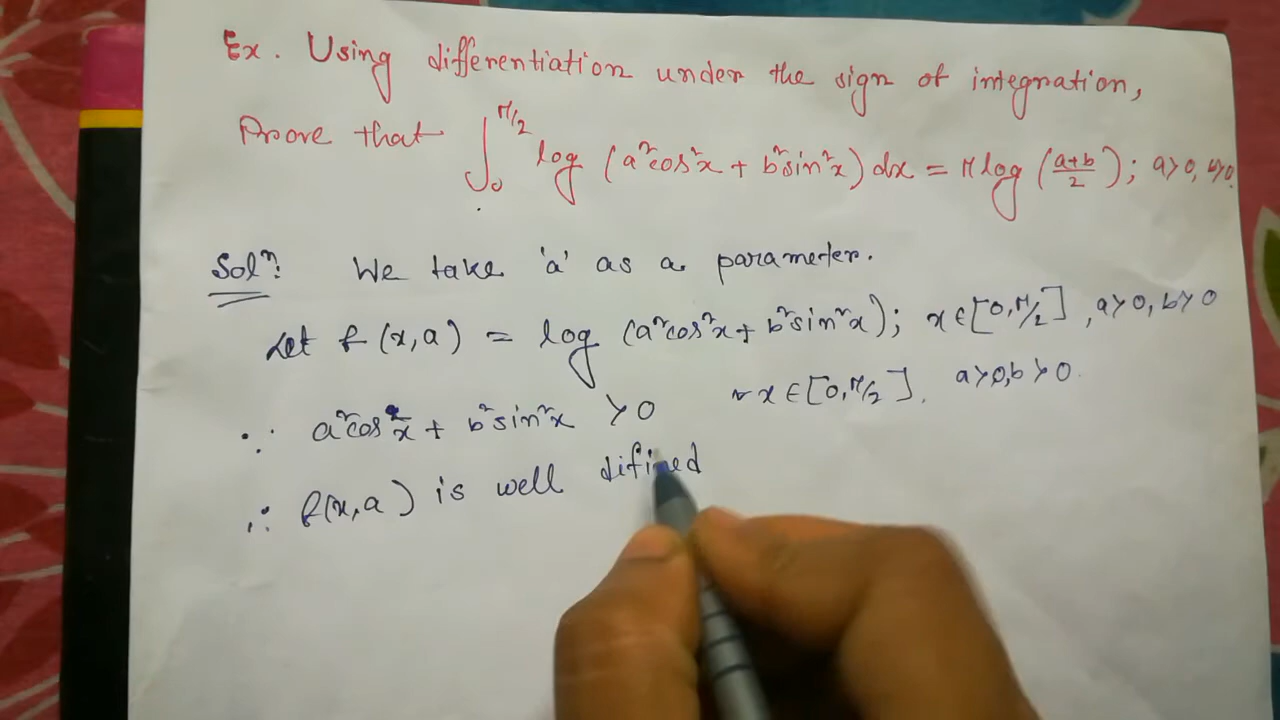 Ex. Using differentiation under the sign of integration,
Prove that ∫₀^{π/2} log (a²cos²x + b²sin²x) dx = π log (a+b/2); a>0, b>0.
Solⁿ: We take 'a' as a parameter.
Let f (x, a) = log (a²cos²x + b²sin²x); x ∈ [0, π/2], a>0, b>0
∵ a²cos²x + b²sin²x >0 ∀ x ∈ [0, π/2], a>0, b>0.
∴ f(x, a) is well difined